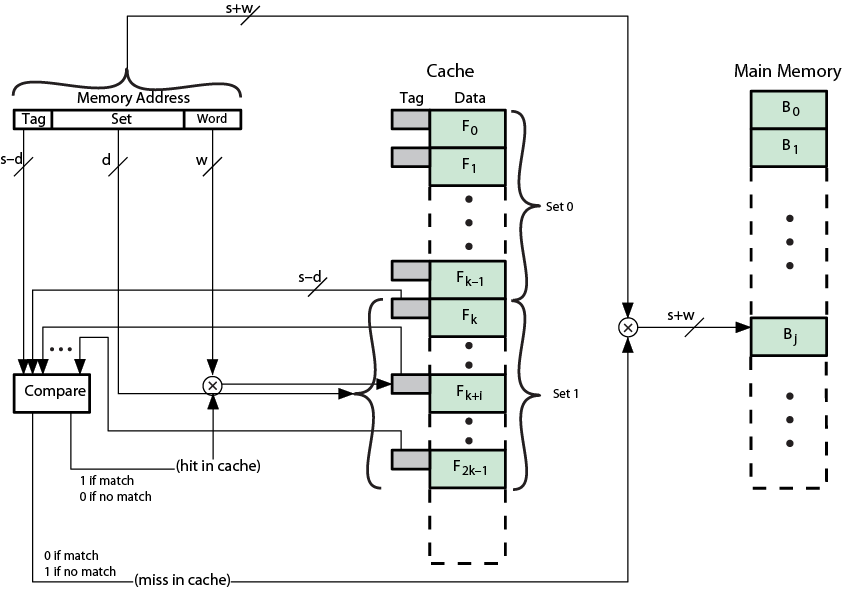 s+w
Cache
Main Memory
Memory Address
Tag Data
Tag Set Word
F0
B0
B1
s–d
d
w
F1
Set 0
s–d
Fk–1
Fk
s+w
Bj
Compare
Fk+i
Set 1
(hit in cache)
F2k–1
1 if match
0 if no match
0 if match
1 if no match
(miss in cache)